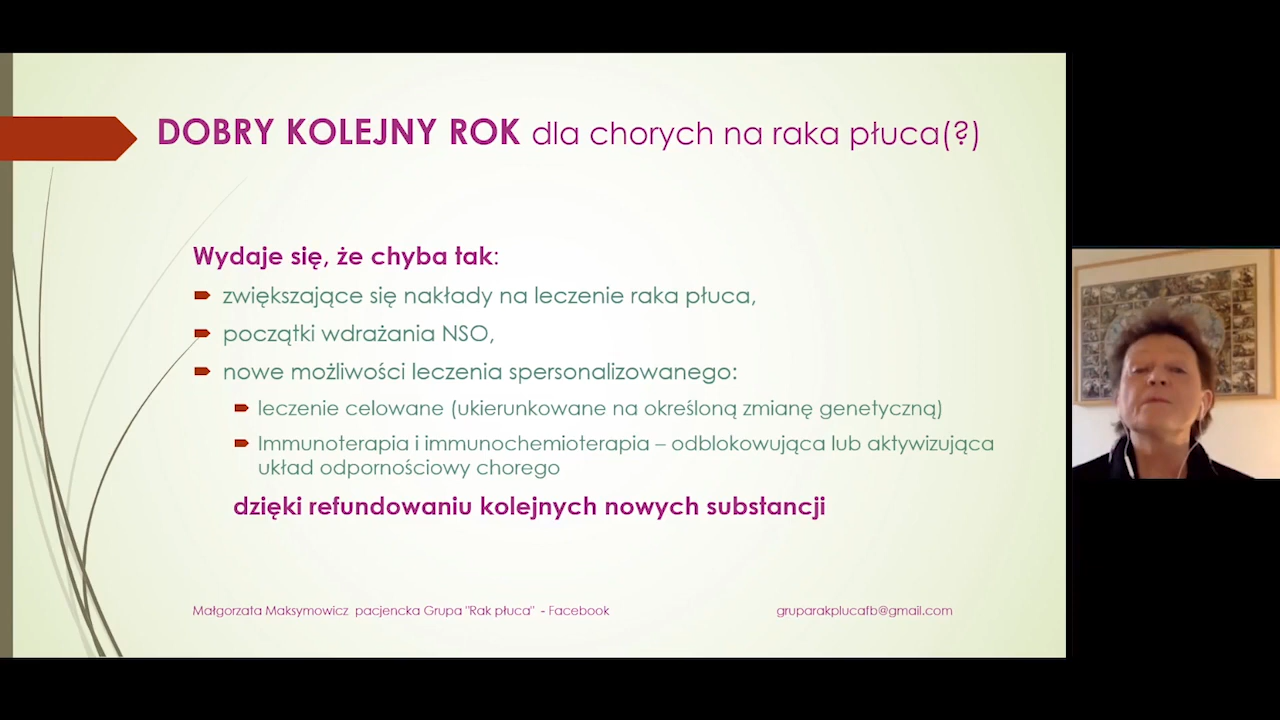 DOBRY KOLEJNY ROK dla chorych na raka płuca(?)
Wydaje się, że chyba tak:
zwiększające się nakłady na leczenie raka płuca,
początki wdrażania NSO,
nowe możliwości leczenia spersonalizowanego:
leczenie celowane (ukierunkowane na określoną zmianę genetyczną)
Immunoterapia i immunochemioterapia – odblokowująca lub aktywizująca
układ odpornościowy chorego
dzięki refundowaniu kolejnych nowych substancji
Małgorzata Maksymowicz pacjencka Grupa "Rak płuca" - Facebook
gruparakplucafb@gmail.com